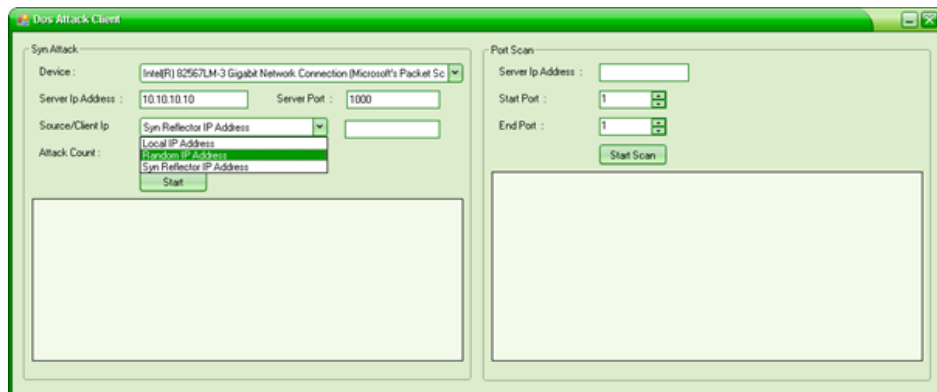 Dos Attack Client
Syn Attack
Device :
Intel(R) 82567LM-3 Gigabit Network Connection (Microsoft's Packet Sc
Server Ip Address :
10.10.10.10
Server Port :
1000
Source/Client Ip
Syn Reflector IP Address
Local IP Address
Random IP Address
Syn Reflector IP Address
Attack Count :
Start
Port Scan
Server Ip Address :
Start Port :
1
End Port :
1
Start Scan